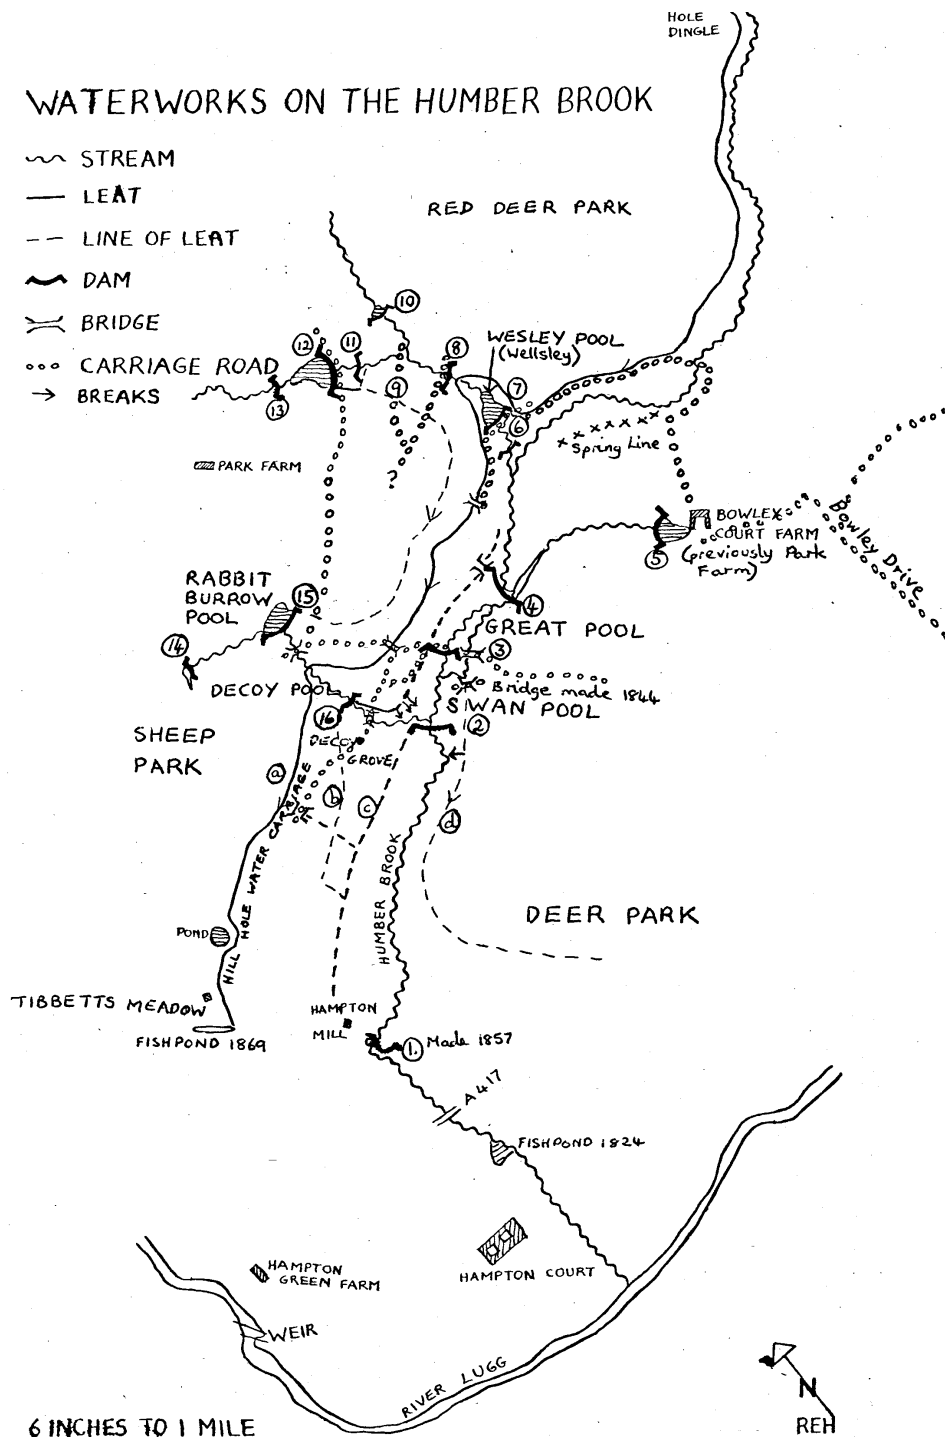 HOLE
DINGLE
WATERWORKS ON THE HUMBER BROOK
STREAM
LEAT
LINE OF LEAT
DAM
BRIDGE
CARRIAGE ROAD
BREAKS
RED DEER PARK
10
12
11
8
WESLEY POOL
(Wellsley)
7
9
6
13
Spring Line
PARK FARM
?
BOWLEY
COURT FARM
(previously Park
Farm)
5
Bowley Drive
RABBIT
BURROW
POOL
15
4
GREAT POOL
14
3
DECOY POOL
Bridge made 1844
SWAN POOL
16
2
DECOY
GROVE
SHEEP
PARK
a
b
c
d
HILL HOLE WATER CARRIAGE
HUMBER BROOK
DEER PARK
POND
TIBBETTS MEADOW
HAMPTON
MILL
FISHPOND 1869
1. Made 1857
A417
FISHPOND 1824
HAMPTON
GREEN FARM
HAMPTON COURT
WEIR
RIVER LUGG
N
REH
6 INCHES TO 1 MILE